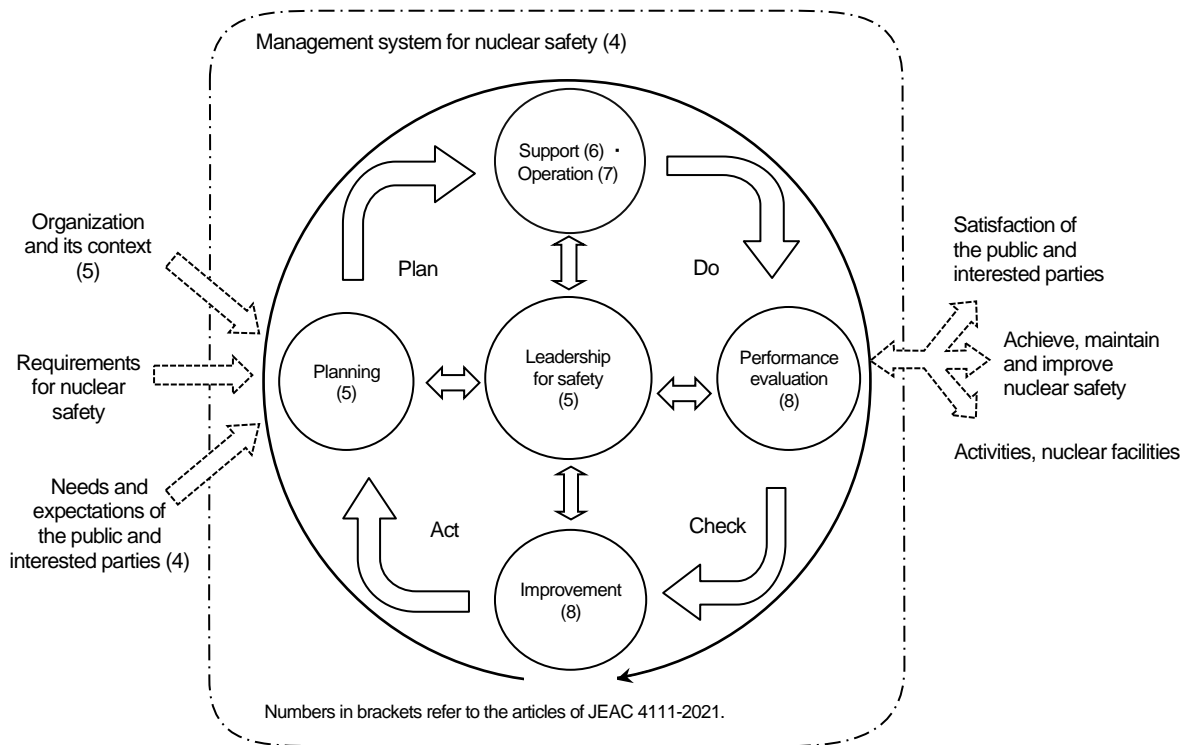 Management system for nuclear safety (4)
Support (6) ・
Operation (7)
Organization
and its context
(5)
Plan
Do
Satisfaction of
the public and
interested parties
Requirements
for nuclear
safety
Planning
(5)
Leadership
for safety
(5)
Performance
evaluation
(8)
Achieve, maintain
and improve
nuclear safety
Activities, nuclear facilities
Needs and
expectations of
the public and
interested parties (4)
Act
Check
Improvement
(8)
Numbers in brackets refer to the articles of JEAC 4111-2021.